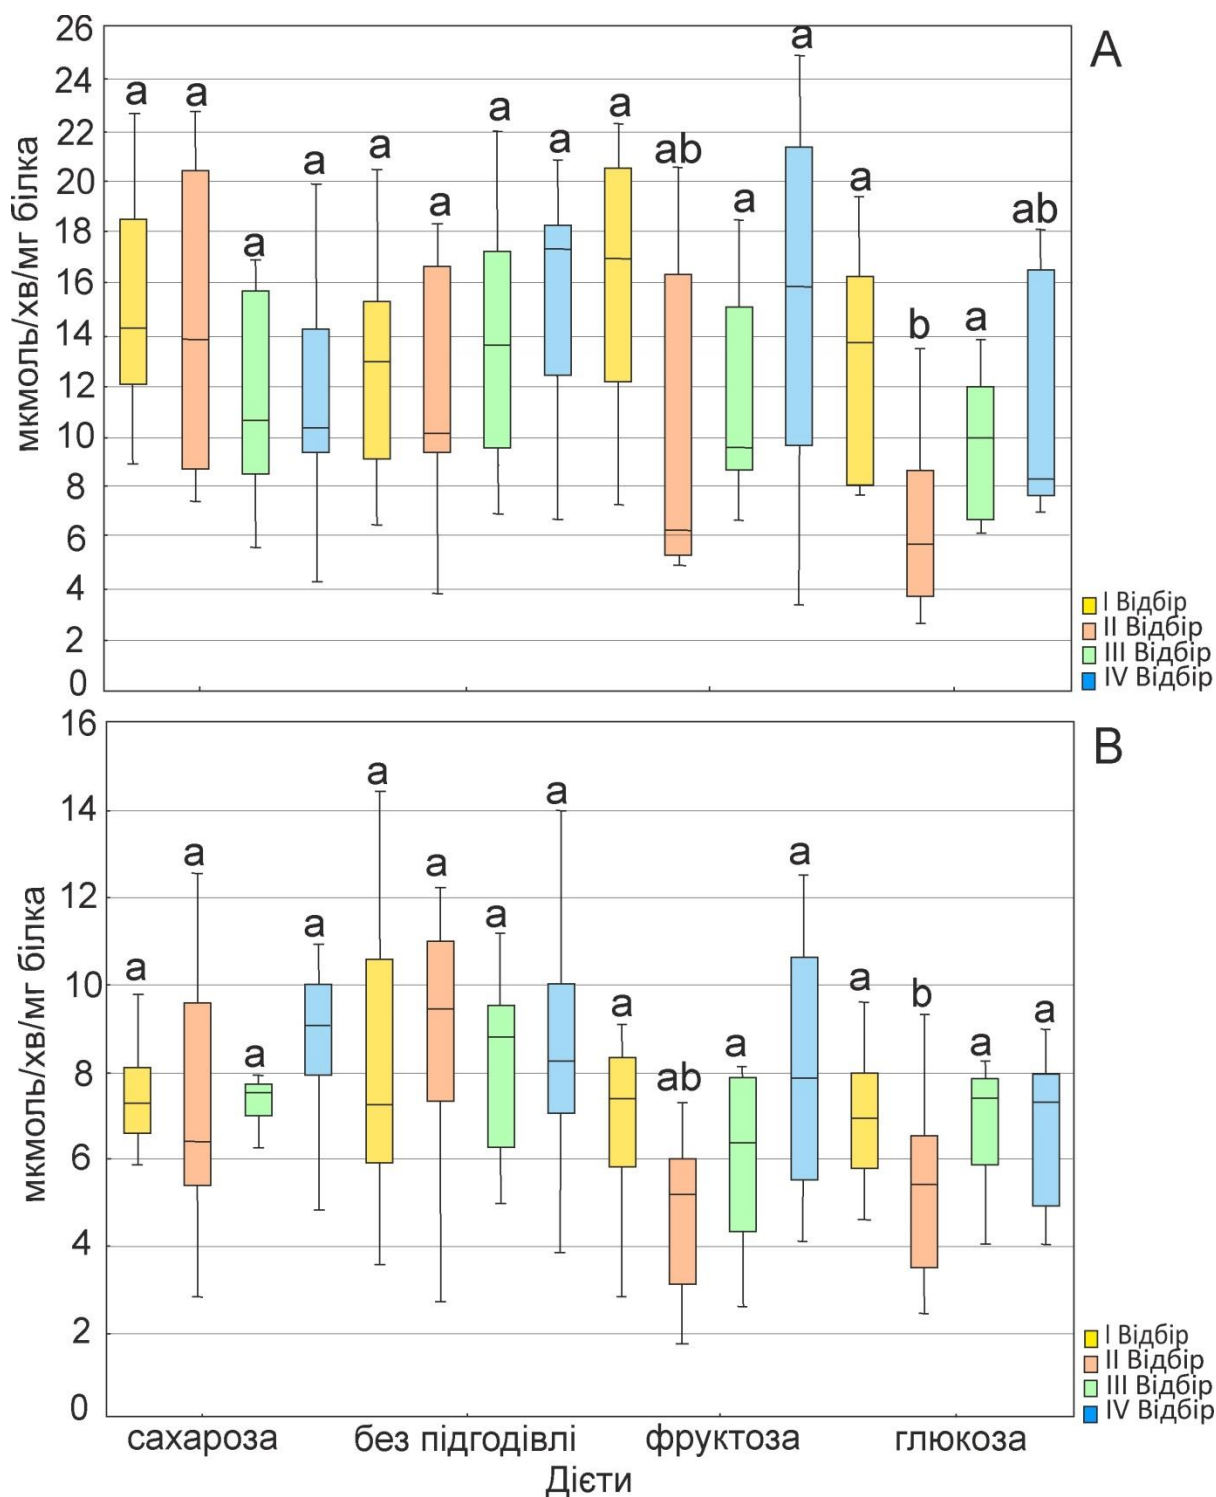 A
26
24
22
20
18
16
14
12
10
8
6
4
2
0
мкмоль/хв/мг білка
a
a
a
a
a
a
a
a
a
ab
a
a
a
b
a
ab
I Відбір
II Відбір
III Відбір
IV Відбір
B
16
14
12
10
8
6
4
2
0
мкмоль/хв/мг білка
a
a
a
a
a
a
a
a
a
ab
a
a
a
b
a
a
I Відбір
II Відбір
III Відбір
IV Відбір
сахароза без підгодівлі фруктоза глюкоза
Дієти